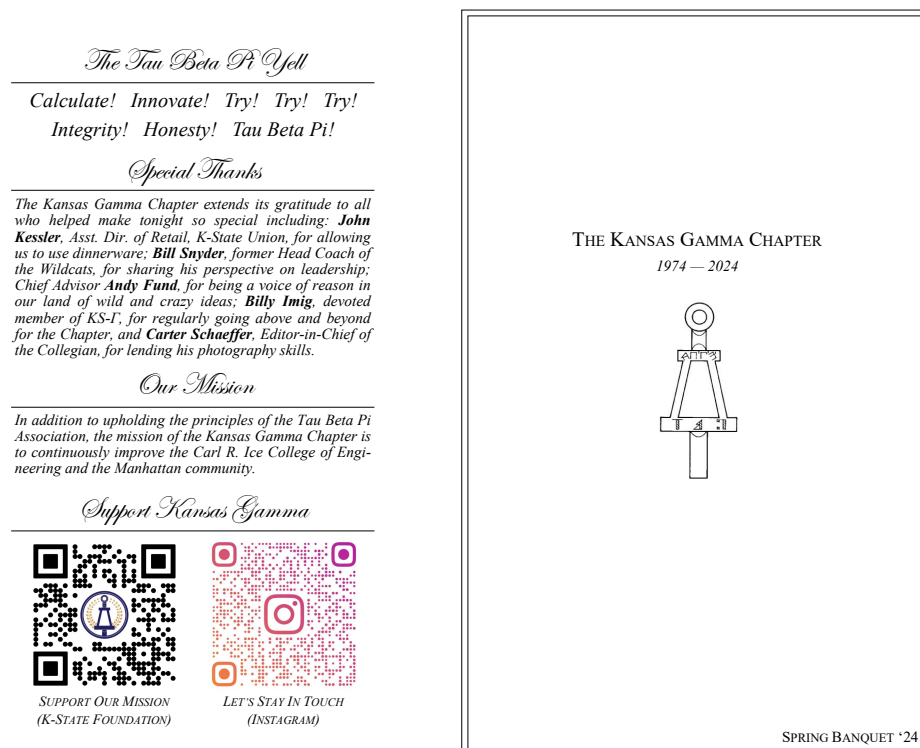 The Tau Beta Pi Yell
Calculate! Innovate! Try! Try! Try!
Integrity! Honesty! Tau Beta Pi!
Special Thanks
The Kansas Gamma Chapter extends its gratitude to all
who helped make tonight so special including: John
Kessler, Asst. Dir. of Retail, K-State Union, for allowing
us to use dinnerware; Bill Snyder, former Head Coach of
the Wildcats, for sharing his perspective on leadership;
Chief Advisor Andy Fund, for being a voice of reason in
our land of wild and crazy ideas; Billy Imig, devoted
member of KS-Γ, for regularly going above and beyond
for the Chapter, and Carter Schaeffer, Editor-in-Chief of
the Collegian, for lending his photography skills.
Our Mission
In addition to upholding the principles of the Tau Beta Pi
Association, the mission of the Kansas Gamma Chapter is
to continuously improve the Carl R. Ice College of Engi-
neering and the Manhattan community.
Support Kansas Gamma
SUPPORT OUR MISSION
(K-STATE FOUNDATION)
LET'S STAY IN TOUCH
(INSTAGRAM)
THE KANSAS GAMMA CHAPTER
1974 — 2024
SPRING BANQUET ‘24